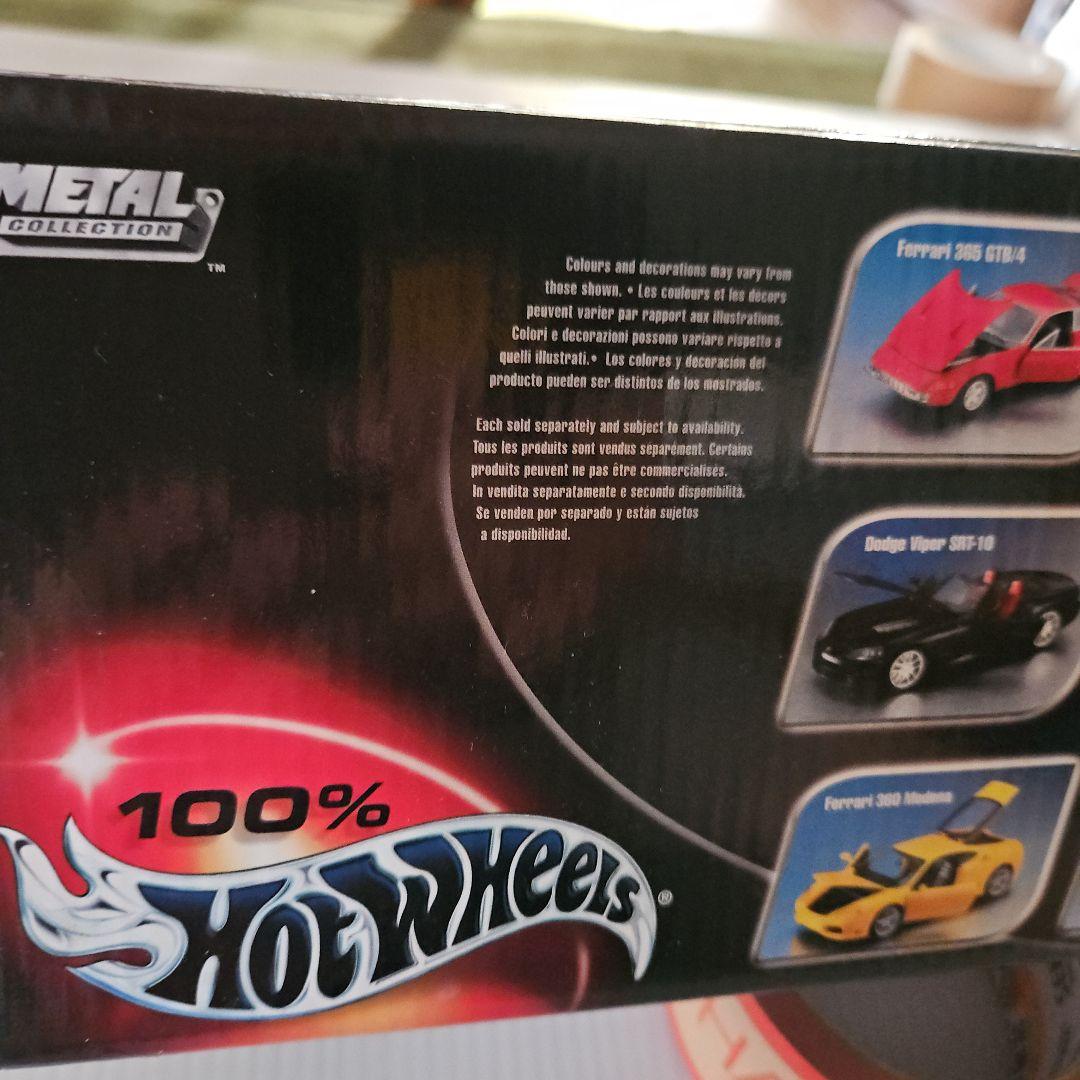 METAL
COLLECTION
TM
Colours and decorations may vary from
those shown. • Les couleurs et les décors
peuvent varier par rapport aux illustrations.
Colori e decorazioni possono variare rispetto a
quelli illustrati.• Los colores y decoración del
producto pueden ser distintos de los mostrados.
Each sold separately and subject to availability.
Tous les produits sont vendus séparément. Certains
produits peuvent ne pas être commercialisés.
In vendita separatamente e secondo disponibilità.
Se venden por separado y están sujetos
a disponibilidad.
Ferrari 365 GTB/4
Dodge Viper SRT-10
Ferrari 360 Modena
100%
Hot Wheels®